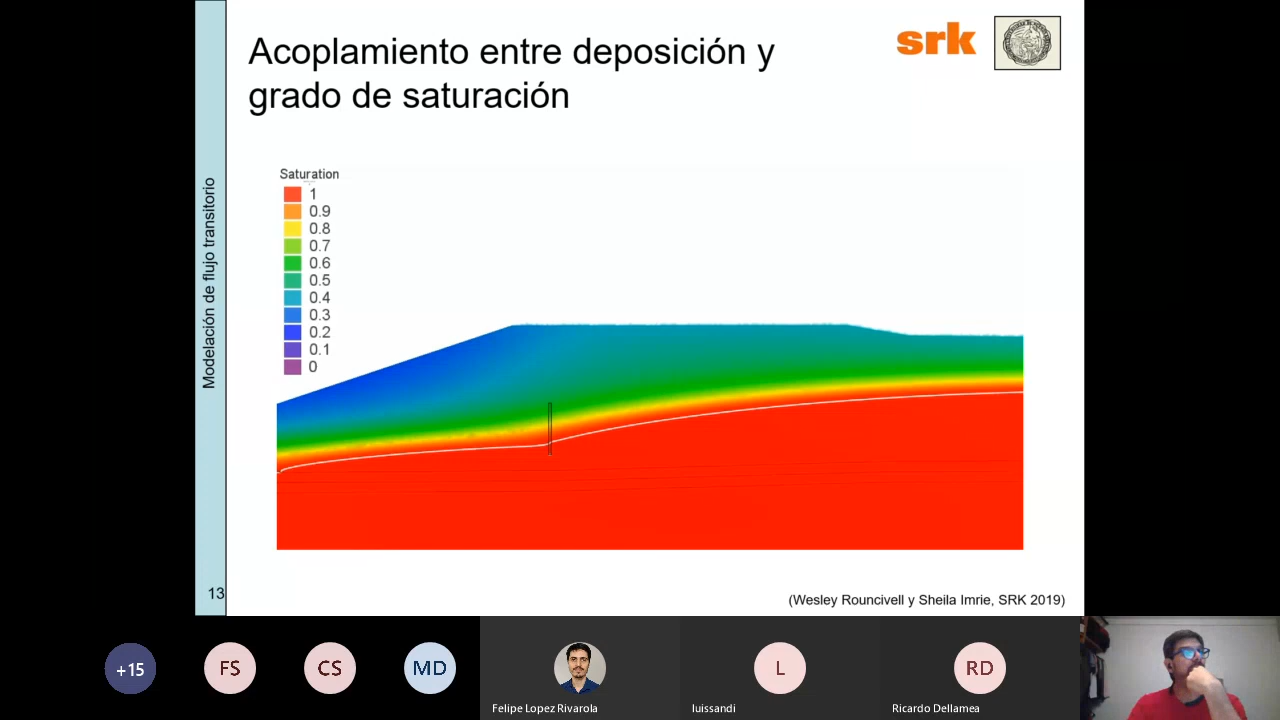 Acoplamiento entre deposición y
grado de saturación
srk
Modelación de flujo transitorio
Saturation
1
0.9
0.8
0.7
0.6
0.5
0.4
0.3
0.2
0.1
0
13
(Wesley Rouncivell y Sheila Imrie, SRK 2019)
+15
FS
CS
MD
Felipe Lopez Rivarola
L
luissandi
RD
Ricardo Dellamea